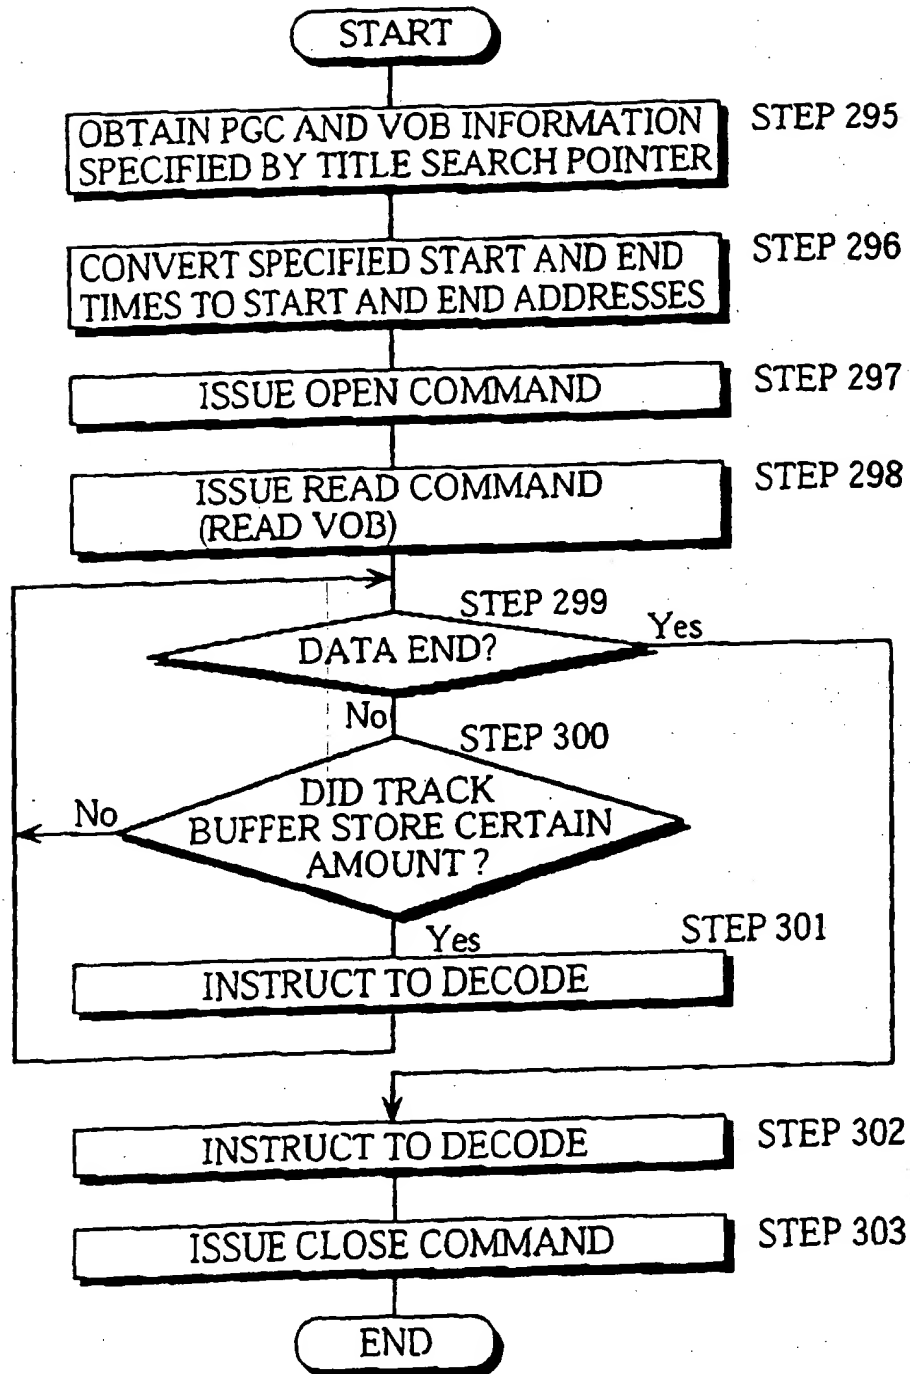 START
OBTAIN PGC AND VOB INFORMATION
SPECIFIED BY TITLE SEARCH POINTER
STEP 295
CONVERT SPECIFIED START AND END
TIMES TO START AND END ADDRESSES
STEP 296
ISSUE OPEN COMMAND
STEP 297
ISSUE READ COMMAND
(READ VOB)
STEP 298
STEP 299
DATA END?
Yes
No
STEP 300
DID TRACK
BUFFER STORE CERTAIN
AMOUNT ?
No
Yes
STEP 301
INSTRUCT TO DECODE
INSTRUCT TO DECODE
STEP 302
ISSUE CLOSE COMMAND
STEP 303
END